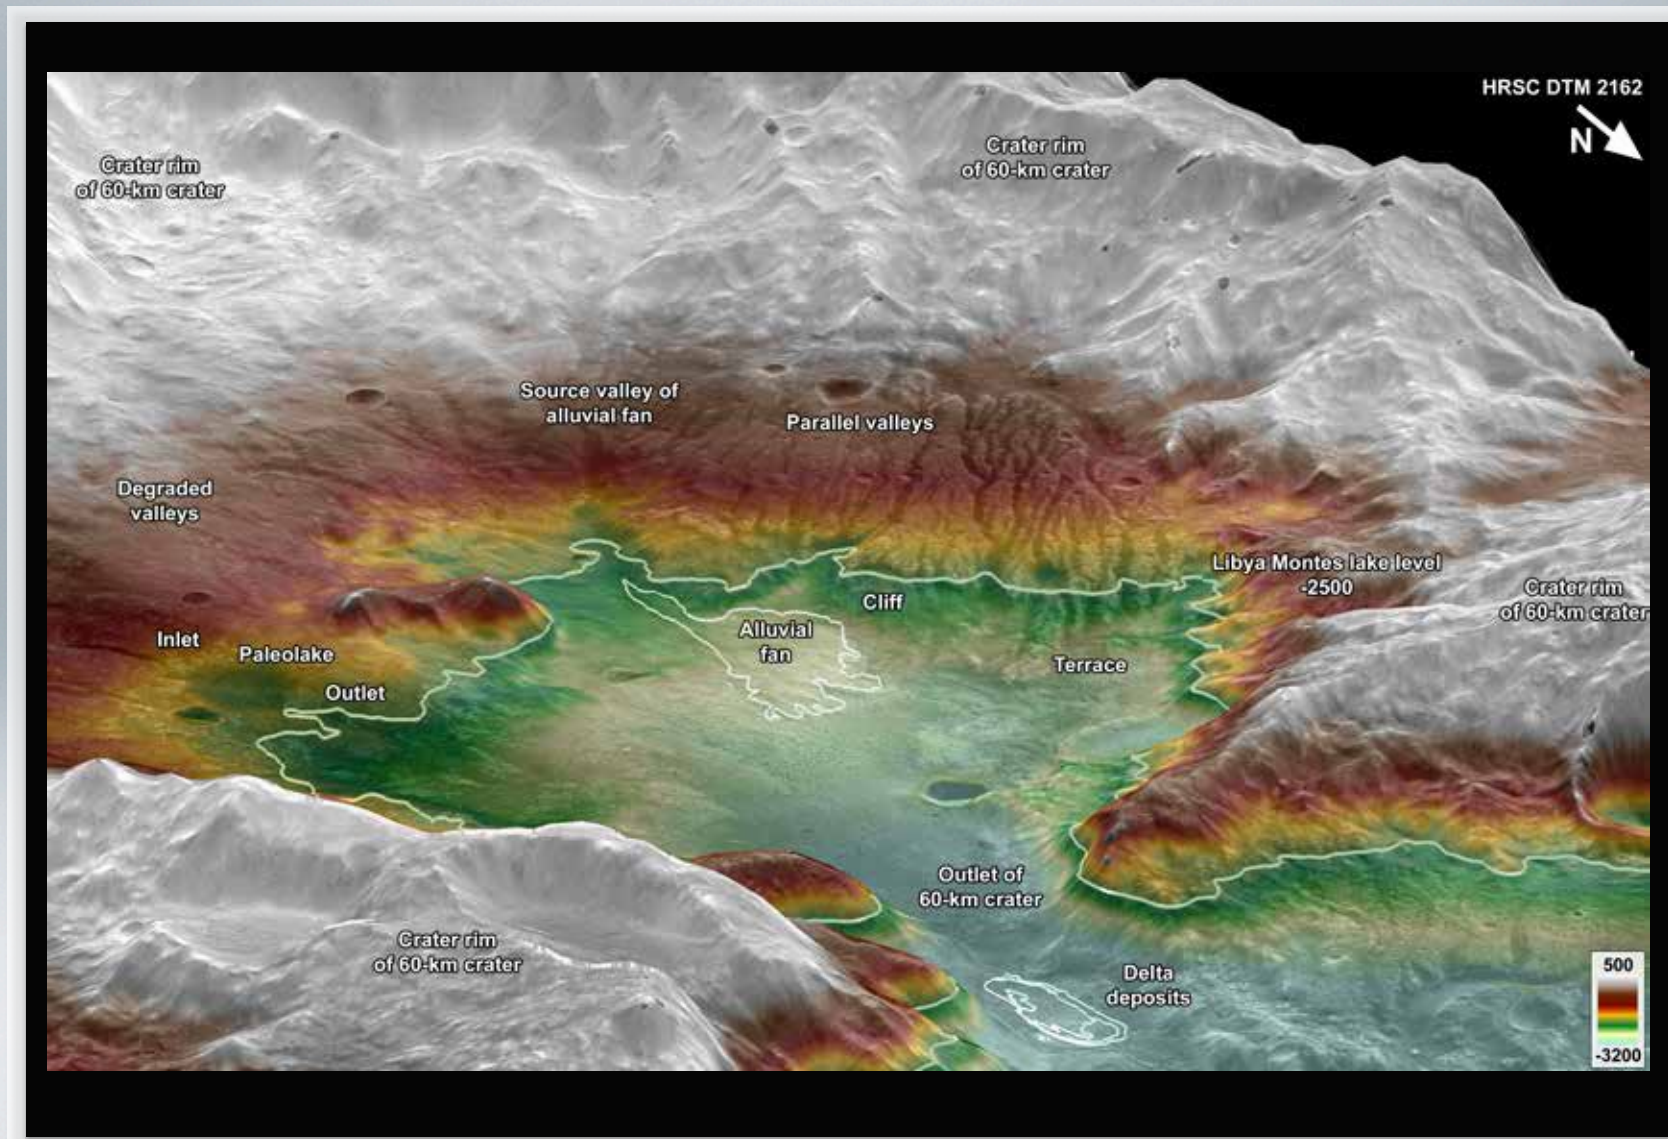 HRSC DTM 2162
N
Crater rim
of 60-km crater
Crater rim
of 60-km crater
Source valley of
alluvial fan
Parallel valleys
Degraded
valleys
Libya Montes lake level
-2500
Crater rim
of 60-km crater
Cliff
Alluvial
fan
Inlet
Paleolake
Outlet
Terrace
Outlet of
60-km crater
Crater rim
of 60-km crater
Delta
deposits
500
-3200